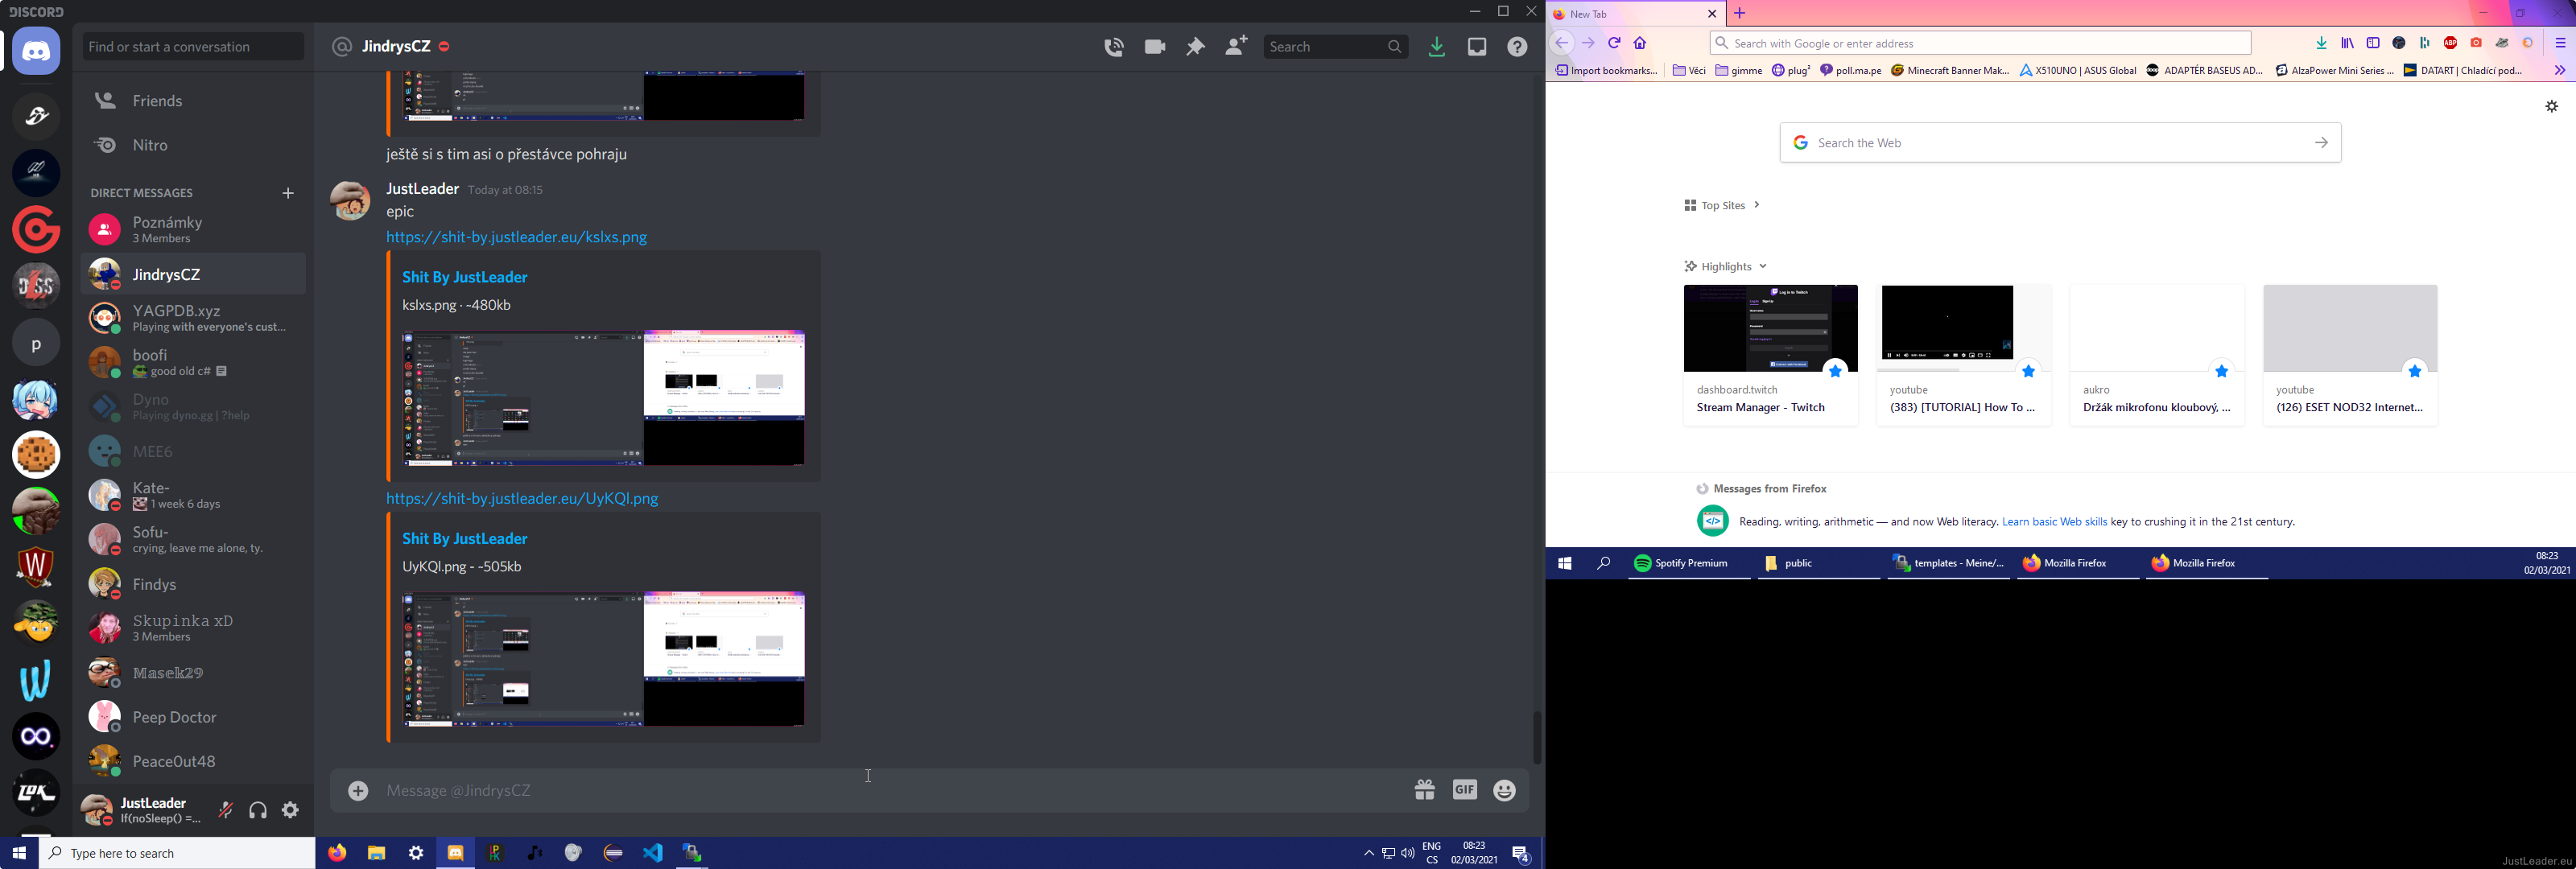 DISCORD
Find or start a conversation
JindrysCZ
Search
Friends
Nitro
DIRECT MESSAGES
Poznámky
3 Members
JindrysCZ
YAGPDB.xyz
Playing with everyone's cust...
boofi
good old c#
Dyno
Playing dyno.gg | ?help
MEE6
Kate-
1 week 6 days
Sofu-
crying, leave me alone, ty.
Findys
Skupinka xD
3 Members
Masek29
Peep Doctor
PeaceOut48
JustLeader
If(noSleep() =...
p
ještě si s tim asi o přestávce pohraju
JustLeader Today at 08:15
epic
https://shit-by.justleader.eu/kslxs.png
Shit By JustLeader
kslxs.png · ~480kb
https://shit-by.justleader.eu/UyKQl.png
Shit By JustLeader
UyKQl.png - ~505kb
Message @JindrysCZ
GIF
Type here to search
ENG
CS
08:23
02/03/2021
4
New Tab
Search with Google or enter address
ABP
Import bookmarks...
Věci
gimme
plug³
poll.ma.pe
Minecraft Banner Mak...
X510UNO | ASUS Global
ADAPTÉR BASEUS AD...
AlzaPower Mini Series ...
DATART | Chladící pod...
Search the Web
Top Sites
Highlights
Log in to Twitch
dashboard.twitch
Stream Manager - Twitch
youtube
(383) [TUTORIAL] How To ...
aukro
Držák mikrofonu kloubový, ...
youtube
(126) ESET NOD32 Internet...
Messages from Firefox
Reading, writing, arithmetic — and now Web literacy. Learn basic Web skills key to crushing it in the 21st century.
Spotify Premium
public
templates - Meine/...
Mozilla Firefox
Mozilla Firefox
08:23
02/03/2021
JustLeader.eu